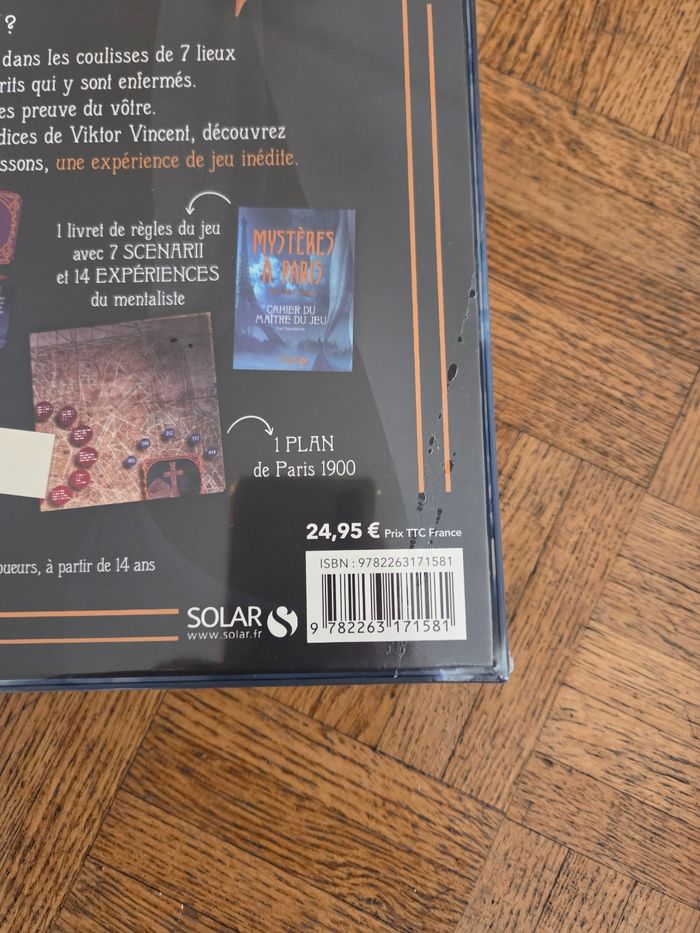 ?
dans les coulisses de 7 lieux
rits qui y sont enfermés.
es preuve du vôtre.
dices de Viktor Vincent, découvrez
ssons, une expérience de jeu inédite.
1 livret de règles du jeu
avec 7 SCENARII
et 14 EXPÉRIENCES
du mentaliste
MYSTÈRES
À PARIS
CAHIER DU
MAÎTRE DU JEU
SOLAR
1 PLAN
de Paris 1900
24,95 € Prix TTC France
oueurs, à partir de 14 ans
ISBN : 9782263171581
SOLAR
www.solar.fr
9 782263 171581